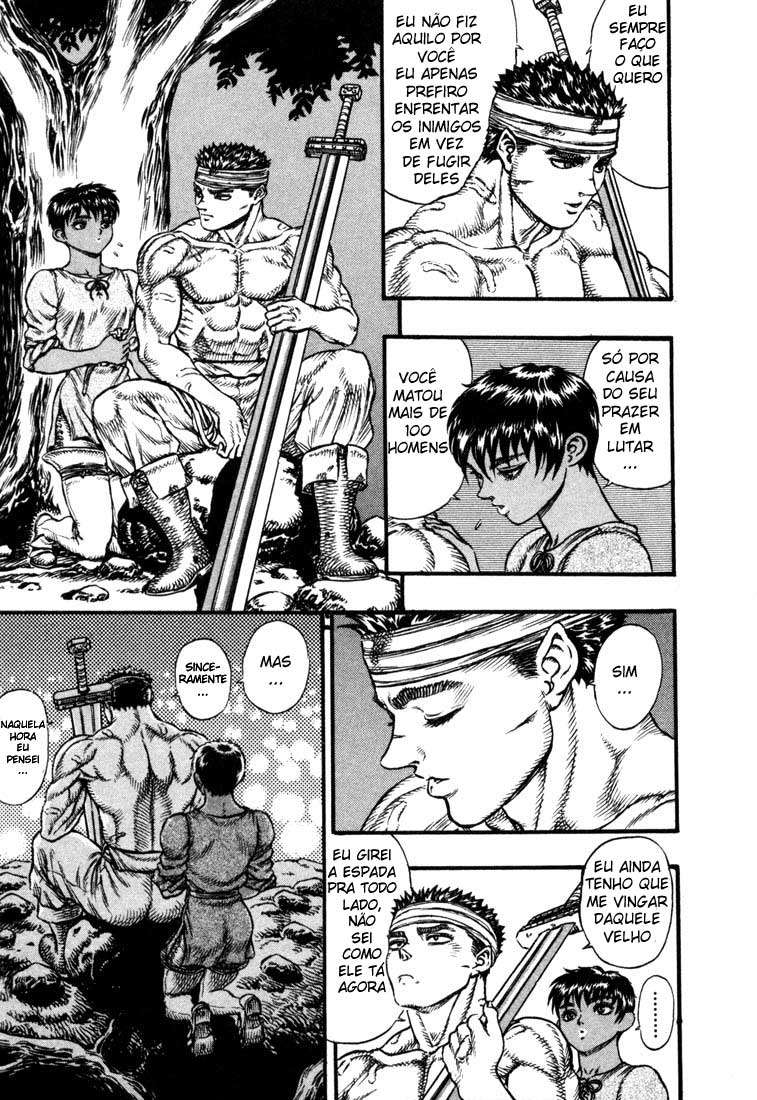 EU
SEMPRE
FAÇO
O QUE
QUERO
EU NÃO FIZ
AQUILO POR
VOCÊ
EU APENAS
PREFIRO
ENFRENTAR
OS INIMIGOS
EM VEZ
DE FUGIR
DELES
SÓ POR
CAUSA
DO SEU
PRAZER
EM
LUTAR
...
VOCÊ
MATOU
MAIS DE
100
HOMENS
SIM
...
MAS
...
SINCE-
RAMENTE
...
NAQUELA
HORA
EU
PENSEI
...
EU AINDA
TENHO QUE
ME VINGAR
DAQUELE
VELHO
EU GIREI
A ESPADA
PRA TODO
LADO,
NÃO
SEI
COMO
ELE TÁ
AGORA
........